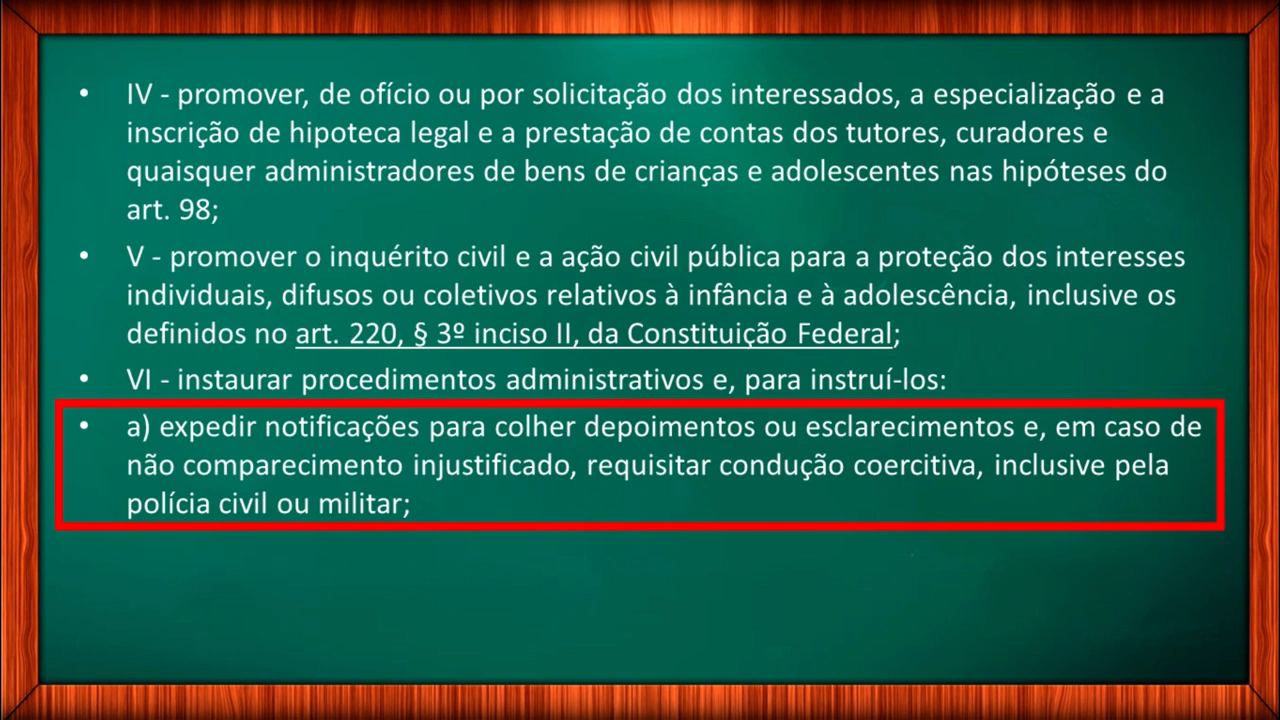 • IV - promover, de ofício ou por solicitação dos interessados, a especialização e a
inscrição de hipoteca legal e a prestação de contas dos tutores, curadores e
quaisquer administradores de bens de crianças e adolescentes nas hipóteses do
art. 98;
• V - promover o inquérito civil e a ação civil pública para a proteção dos interesses
individuais, difusos ou coletivos relativos à infância e à adolescência, inclusive os
definidos no art. 220, § 3º inciso II, da Constituição Federal;
• VI - instaurar procedimentos administrativos e, para instruí-los:
• a) expedir notificações para colher depoimentos ou esclarecimentos e, em caso de
não comparecimento injustificado, requisitar condução coercitiva, inclusive pela
polícia civil ou militar;